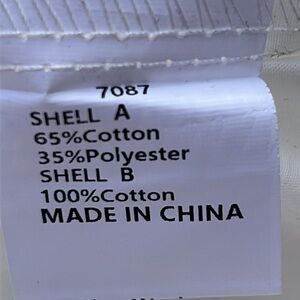 7087
SHELL A
65%Cotton
35%Polyester
SHELL B
100%Cotton
MADE IN CHINA